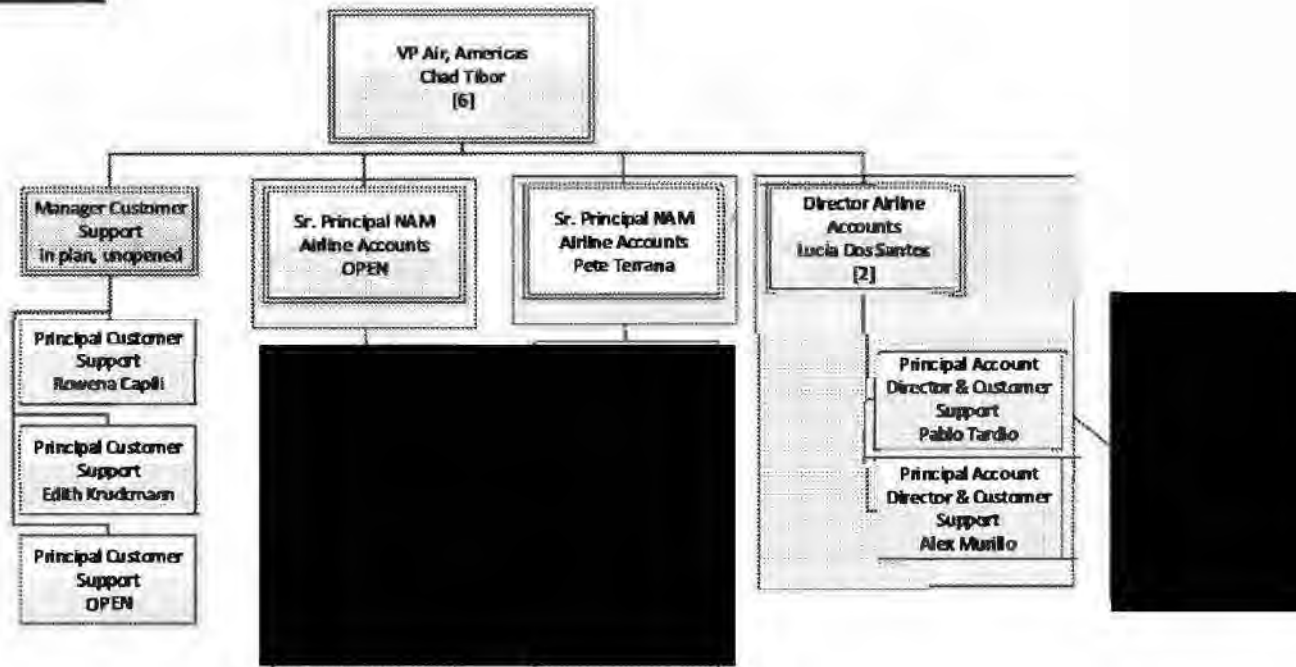 VP Air, Americas
Chad Tibor
[6]
Manager Customer
Support
in plan, unopened
Sr. Principal NAM
Airline Accounts
OPEN
Sr. Principal NAM
Airline Accounts
Pete Terrana
Director Airline
Accounts
Lucia Dos Santos
[2]
Principal Customer
Support
Rowena Capili
Principal Customer
Support
Edith Kruckmann
Principal Customer
Support
OPEN
Principal Account
Director & Customer
Support
Pablo Tardio
Principal Account
Director & Customer
Support
Alex Murillo